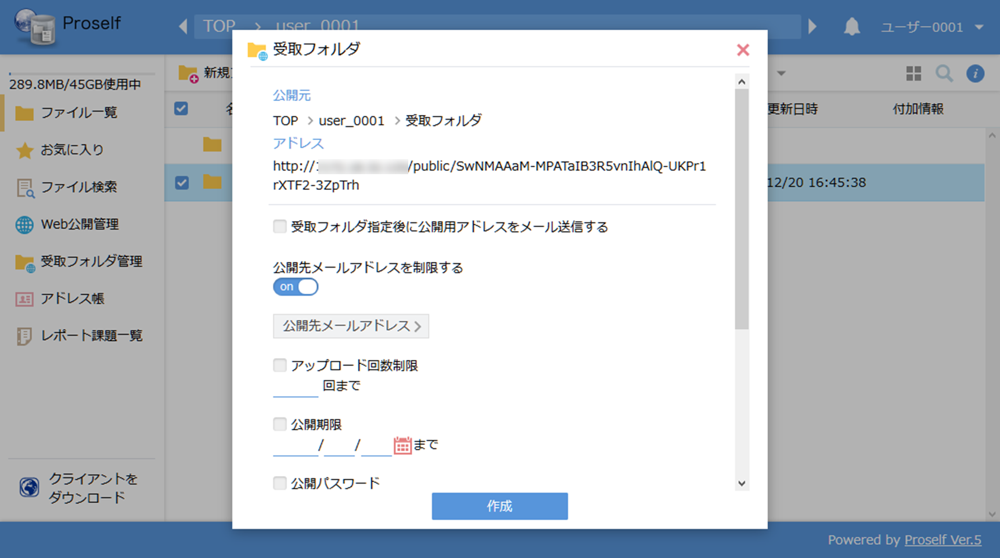 Proself
TOP > user_0001
ユーザー0001
289.8MB/45GB使用中
ファイル一覧
お気に入り
ファイル検索
Web公開管理
受取フォルダ管理
アドレス帳
レポート課題一覧
クライアントを
ダウンロード
新規
更新日時
付加情報
12/20 16:45:38
受取フォルダ
公開元
TOP > user_0001 > 受取フォルダ
アドレス
http:// /public/SwNMAAaM-MPATaIB3R5vnIhAlQ-UKPr1
rXTF2-3ZpTrh
受取フォルダ指定後に公開用アドレスをメール送信する
公開先メールアドレスを制限する
on
公開先メールアドレス >
アップロード回数制限
回まで
公開期限
/ / まで
公開パスワード
作成
Powered by Proself Ver.5